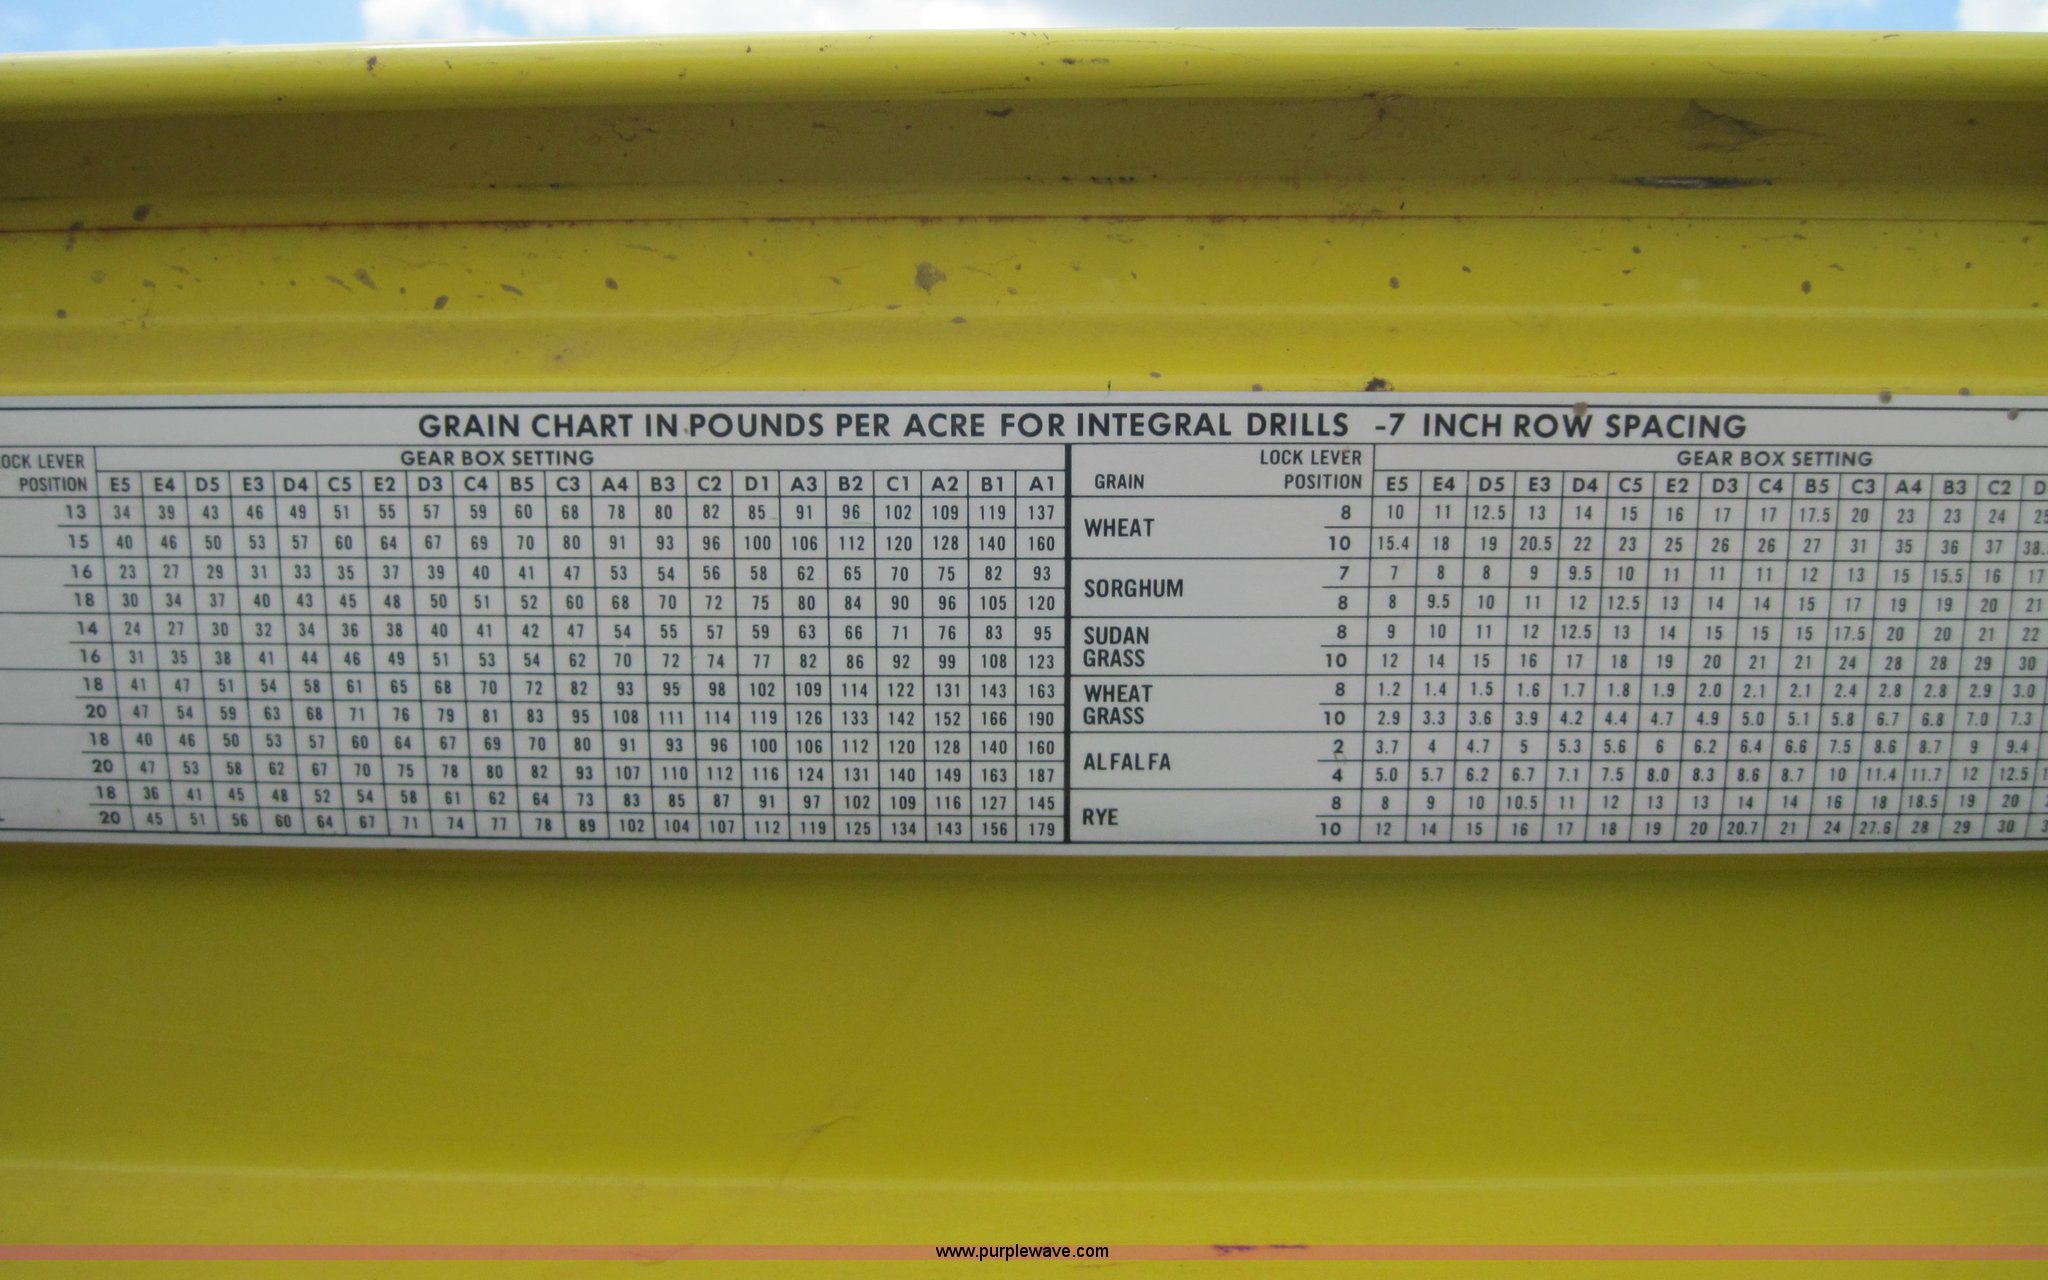 GRAIN CHART IN POUNDS PER ACRE FOR INTEGRAL DRILLS -7 INCH ROW SPACING
OCK LEVER POSITION GEAR BOX SETTING
E5 E4 D5 E3 D4 C5 E2 D3 C4 B5 C3 A4 B3 C2 D1 A3 B2 C1 A2 B1 A1
13 34 39 43 46 49 51 55 57 59 60 68 78 80 82 85 91 96 102 109 119 137
15 40 46 50 53 57 60 64 67 69 70 80 91 93 96 100 106 112 120 128 140 160
16 23 27 29 31 33 35 37 39 40 41 47 53 54 56 58 62 65 70 75 82 93
18 30 34 37 40 43 45 48 50 51 52 60 68 70 72 75 80 84 90 96 105 120
14 24 27 30 32 34 36 38 40 41 42 47 54 55 57 59 63 66 71 76 83 95
16 31 35 38 41 44 46 49 51 53 54 62 70 72 74 77 82 86 92 99 108 123
18 41 47 51 54 58 61 65 68 70 72 82 93 95 98 102 109 114 122 131 143 163
20 47 54 59 63 68 71 76 79 81 83 95 108 111 114 119 126 133 142 152 166 190
18 40 46 50 53 57 60 64 67 69 70 80 91 93 96 100 106 112 120 128 140 160
20 47 53 58 62 67 70 75 78 80 82 93 107 110 112 116 124 131 140 149 163 187
18 36 41 45 48 52 54 58 61 62 64 73 83 85 87 91 97 102 109 116 127 145
20 45 51 56 60 64 67 71 74 77 78 89 102 104 107 112 119 125 134 143 156 179
GRAIN LOCK LEVER POSITION GEAR BOX SETTING
E5 E4 D5 E3 D4 C5 E2 D3 C4 B5 C3 A4 B3 C2 D
WHEAT 8 10 11 12.5 13 14 15 16 17 17 17.5 20 23 23 24 25
10 15.4 18 19 20.5 22 23 25 26 26 27 31 35 36 37 38.
SORGHUM 7 7 8 8 9 9.5 10 11 11 11 12 13 15 15.5 16 17
8 8 9.5 10 11 12 12.5 13 14 14 15 17 19 19 20 21
SUDAN GRASS 8 9 10 11 12 12.5 13 14 15 15 15 17.5 20 20 21 22
10 12 14 15 16 17 18 19 20 21 21 24 28 28 29 30
WHEAT GRASS 8 1.2 1.4 1.5 1.6 1.7 1.8 1.9 2.0 2.1 2.1 2.4 2.8 2.8 2.9 3.0
10 2.9 3.3 3.6 3.9 4.2 4.4 4.7 4.9 5.0 5.1 5.8 6.7 6.8 7.0 7.3
ALFALFA 2 3.7 4 4.7 5 5.3 5.6 6 6.2 6.4 6.6 7.5 8.6 8.7 9 9.4
4 5.0 5.7 6.2 6.7 7.1 7.5 8.0 8.3 8.6 8.7 10 11.4 11.7 12 12.5
RYE 8 8 9 10 10.5 11 12 13 13 14 14 16 18 18.5 19 20
10 12 14 15 16 17 18 19 20 20.7 21 24 27.6 28 29 30
www.purplewave.com